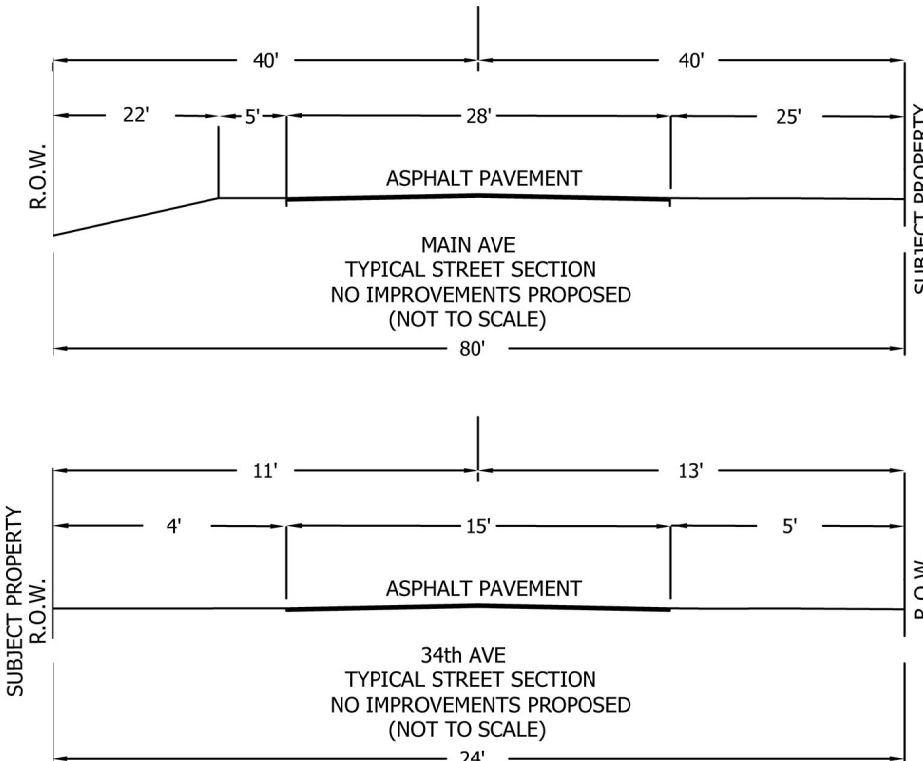 40' 40'
22' 5' 28' 25'
R.O.W.
SUBJECT PROPERTY
ASPHALT PAVEMENT
MAIN AVE
TYPICAL STREET SECTION
NO IMPROVEMENTS PROPOSED
(NOT TO SCALE)
80'
11' 13'
4' 15' 5'
SUBJECT PROPERTY
R.O.W.
R.O.W.
ASPHALT PAVEMENT
34th AVE
TYPICAL STREET SECTION
NO IMPROVEMENTS PROPOSED
(NOT TO SCALE)
24'